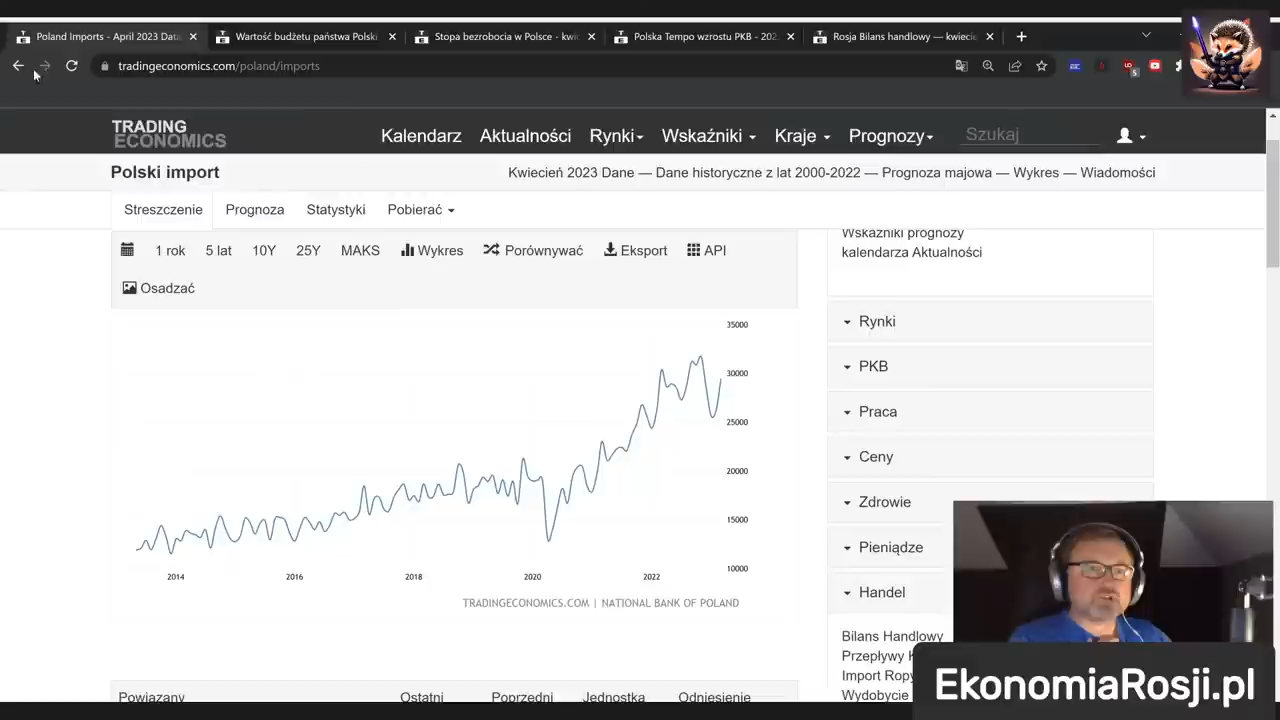 Poland Imports - April 2023 Data
Wartość budżetu państwa Polski
Stopa bezrobocia w Polsce - kwie
Polska Tempo wzrostu PKB - 202
Rosja Bilans handlowy — kwiecie
tradingeconomics.com/poland/imports
TRADING
ECONOMICS
Kalendarz
Aktualności
Rynki
Wskaźniki
Kraje
Prognozy
Szukaj
Polski import
Kwiecień 2023 Dane — Dane historyczne z lat 2000-2022 — Prognoza majowa — Wykres — Wiadomości
Streszczenie
Prognoza
Statystyki
Pobierać
1 rok
5 lat
10Y
25Y
MAKS
Wykres
Porównywać
Eksport
API
Osadzać
35000
30000
25000
20000
15000
10000
2014
2016
2018
2020
2022
TRADINGECONOMICS.COM | NATIONAL BANK OF POLAND
Powiązany
Ostatni
Poprzedni
Jednostka
Odniesienie
Wskaźniki prognozy
kalendarza Aktualności
Rynki
PKB
Praca
Ceny
Zdrowie
Pieniądze
Handel
Bilans Handlowy
Przepływy
Import Ropy
Wydobycie
EkonomiaRosji.pl